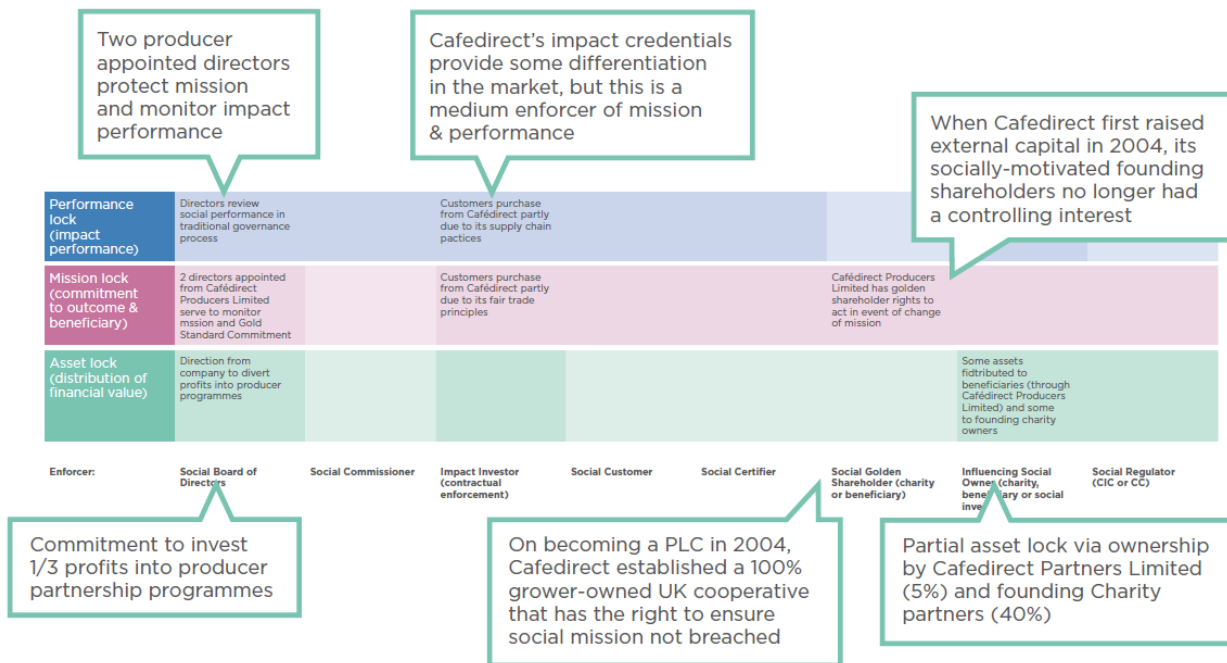 Two producer
appointed directors
protect mission
and monitor impact
performance
Cafedirect's impact credentials
provide some differentiation
in the market, but this is a
medium enforcer of mission
& performance
When Cafedirect first raised
external capital in 2004, its
socially-motivated founding
shareholders no longer had
a controlling interest
Performance
lock
(impact
performance)
Directors review
social performance in
traditional governance
process
Customers purchase
from Cafédirect partly
due to its supply chain
pactices
Mission lock
(commitment
to outcome &
beneficiary)
2 directors appointed
from Cafédirect
Producers Limited
serve to monitor
mssion and Gold
Standard Commitment
Customers purchase
from Cafédirect partly
due to its fair trade
principles
Cafédirect Producers
Limited has golden
shareholder rights to
act in event of change
of mission
Asset lock
(distribution of
financial value)
Direction from
company to divert
profits into producer
programmes
Some assets
fidtributed to
beneficiaries (through
Cafédirect Producers
Limited) and some
to founding charity
owners
Enforcer:
Social Board of
Directors
Social Commissioner
Impact Investor
(contractual
enforcement)
Social Customer
Social Certifier
Social Golden
Shareholder (charity
or beneficiary)
Influencing Social
Owner (charity,
or social
Social Regulator
(CIC or CC)
Commitment to invest
1/3 profits into producer
partnership programmes
On becoming a PLC in 2004,
Cafedirect established a 100%
grower-owned UK cooperative
that has the right to ensure
social mission not breached
Partial asset lock via ownership
by Cafedirect Partners Limited
(5%) and founding Charity
partners (40%)